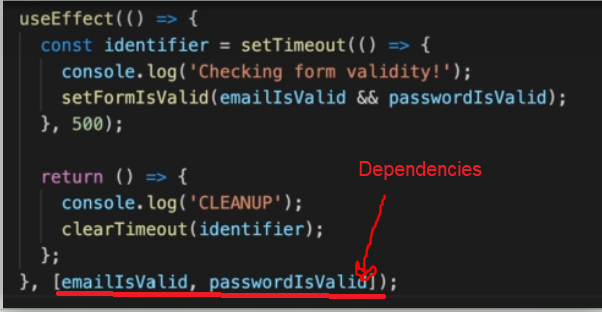 useEffect(() => {
const identifier = setTimeout(() => {
console.log('Checking form validity!');
setFormIsValid(emailIsValid && passwordIsValid);
}, 500);
return () => {
Dependencies
console.log('CLEANUP');
clearTimeout(identifier);
};
}, [emailIsValid, passwordIsValid]);